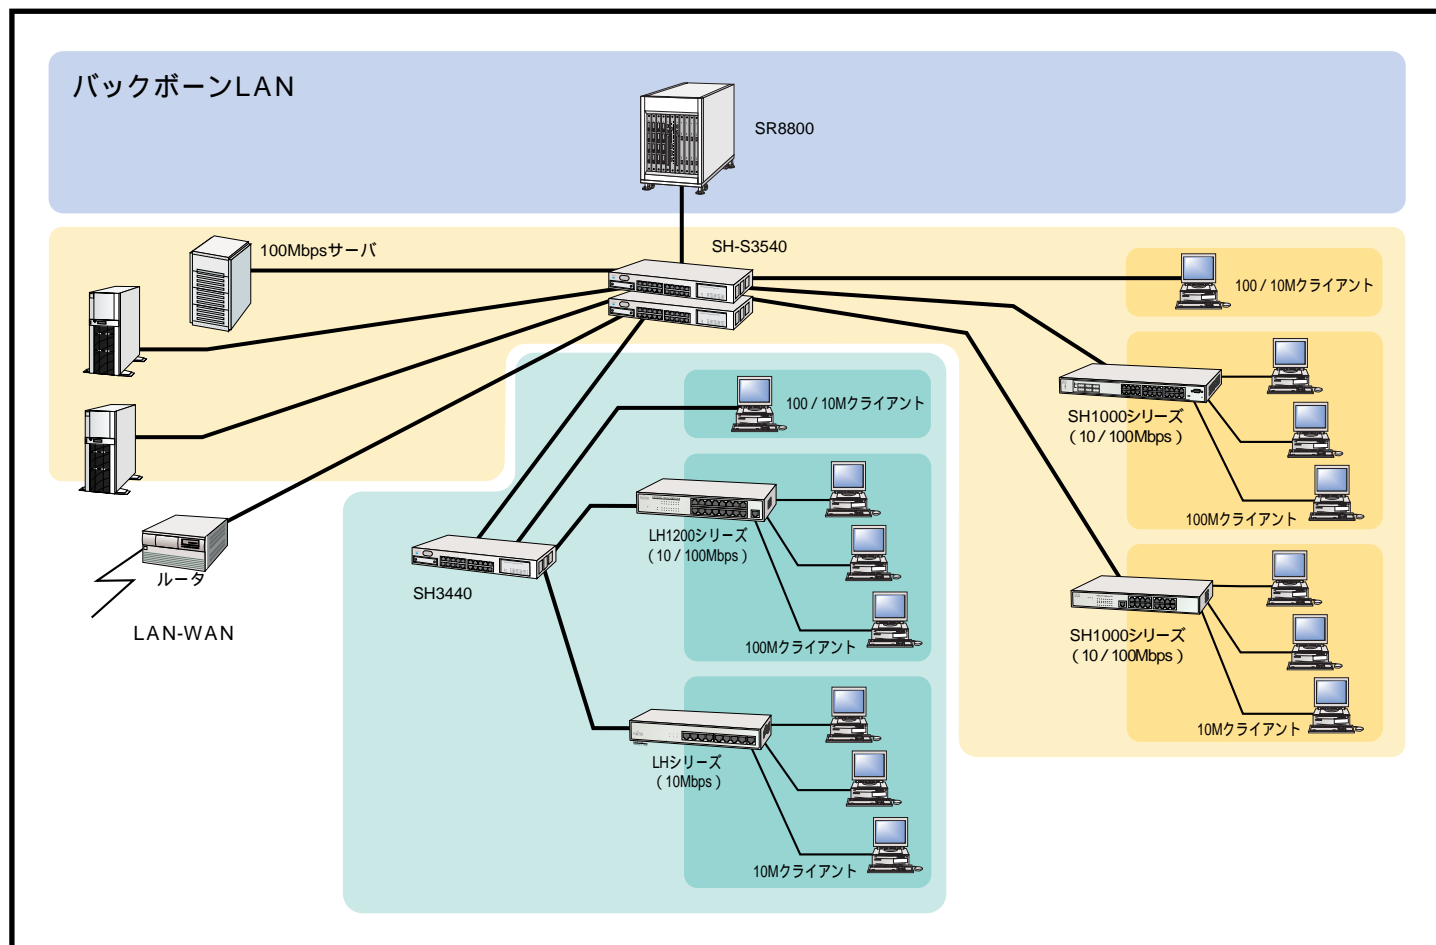 バックボーンLAN
SR8800
100Mbpsサーバ
SH-S3540
100 / 10Mクライアント
100 / 10Mクライアント
SH1000シリーズ
( 10 / 100Mbps )
100Mクライアント
LH1200シリーズ
( 10 / 100Mbps )
ルータ
SH3440
LAN-WAN
100Mクライアント
SH1000シリーズ
( 10 / 100Mbps )
10Mクライアント
LHシリーズ
( 10Mbps )
10Mクライアント